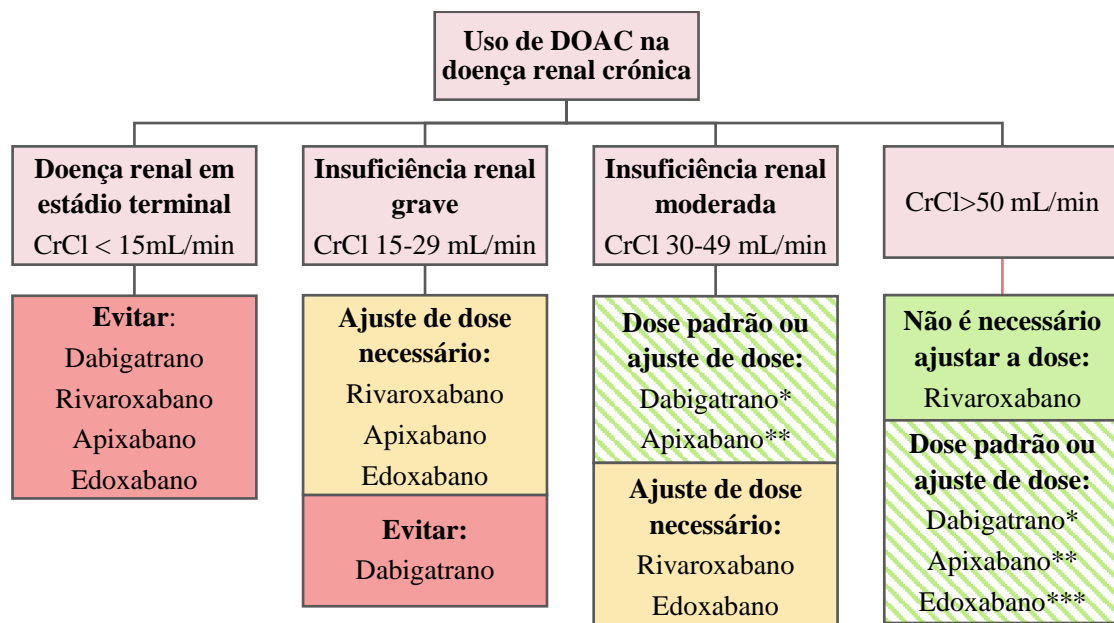 Uso de DOAC na
doença renal crónica
Doença renal em
estádio terminal
CrCl < 15mL/min
Insuficiência renal
grave
CrCl 15-29 mL/min
Insuficiência renal
moderada
CrCl 30-49 mL/min
CrCl>50 mL/min
Evitar:
Dabigatrano
Rivaroxabano
Apixabano
Edoxabano
Ajuste de dose
necessário:
Rivaroxabano
Apixabano
Edoxabano
Evitar:
Dabigatrano
Dose padrão ou
ajuste de dose:
Dabigatrano*
Apixabano**
Ajuste de dose
necessário:
Rivaroxabano
Edoxabano
Não é necessário
ajustar a dose:
Rivaroxabano
Dose padrão ou
ajuste de dose:
Dabigatrano*
Apixabano**
Edoxabano***